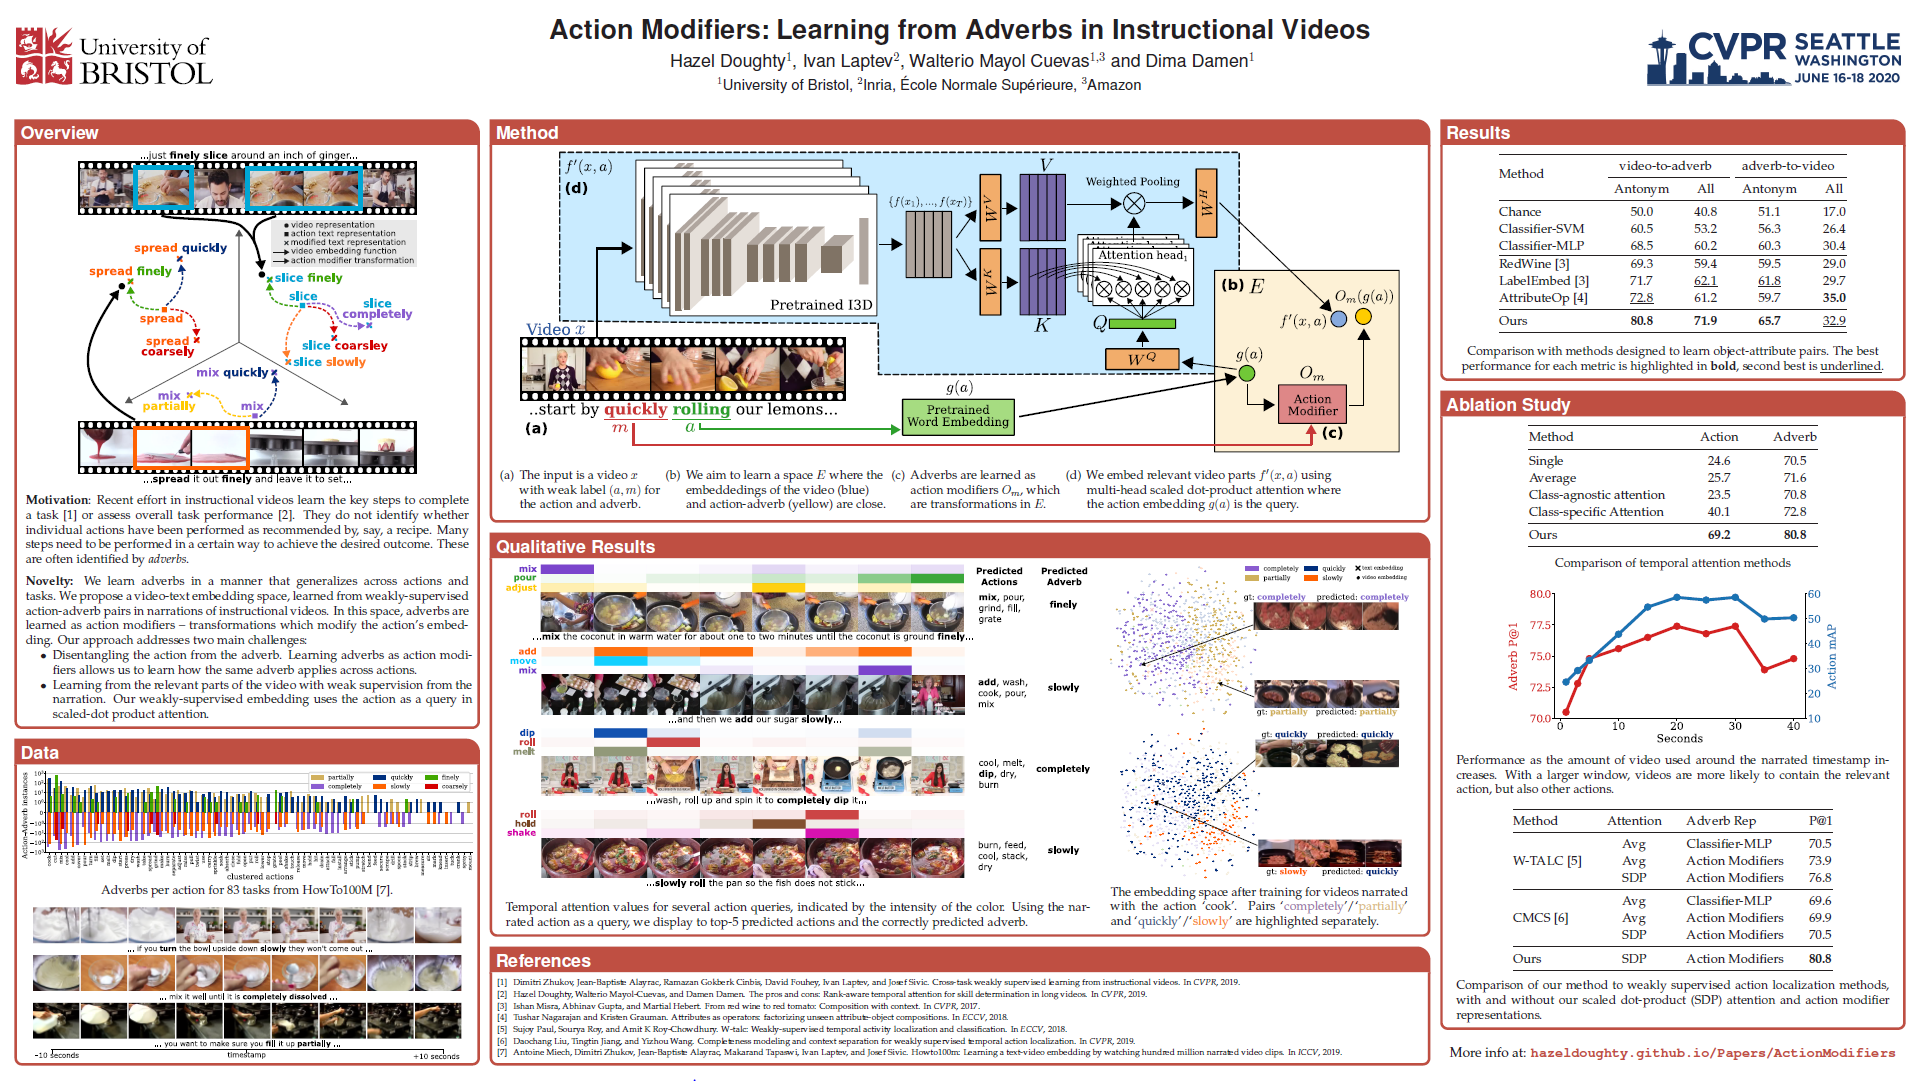 University of
BRISTOL
Action Modifiers: Learning from Adverbs in Instructional Videos
Hazel Doughty¹, Ivan Laptev², Walterio Mayol Cuevas¹,³ and Dima Damen¹
¹University of Bristol, ²Inria, École Normale Supérieure, ³Amazon
CVPR SEATTLE
WASHINGTON
JUNE 16-18 2020
Overview
...just finely slice around an inch of ginger...
video representation
action text representation
modified text representation
video embedding function
action modifier transformation
spread quickly
spread finely
spread
spread
coarsely
slice finely
slice
slice
completely
slice coarsley
slice slowly
mix quickly
mix
partially
mix
...spread it out finely and leave it to set...
Motivation: Recent effort in instructional videos learn the key steps to complete
a task [1] or assess overall task performance [2]. They do not identify whether
individual actions have been performed as recommended by, say, a recipe. Many
steps need to be performed in a certain way to achieve the desired outcome. These
are often identified by adverbs.
Novelty: We learn adverbs in a manner that generalizes across actions and
tasks. We propose a video-text embedding space, learned from weakly-supervised
action-adverb pairs in narrations of instructional videos. In this space, adverbs are
learned as action modifiers – transformations which modify the action's embed-
ding. Our approach addresses two main challenges:
• Disentangling the action from the adverb. Learning adverbs as action modi-
fiers allows us to learn how the same adverb applies across actions.
• Learning from the relevant parts of the video with weak supervision from the
narration. Our weakly-supervised embedding uses the action as a query in
scaled-dot product attention.
Data
Action-Adverb Instances
partially quickly finely
completely slowly coarsely
clustered actions
Adverbs per action for 83 tasks from HowTo100M [7].
... if you turn the bowl upside down slowly they won't come out ...
... mix it well until it is completely dissolved ...
... you want to make sure you fill it up partially ...
-10 seconds timestamp +10 seconds
Method
f′(x, a)
(d)
Pretrained I3D
{f(x₁), ..., f(x_T)}
W^V
W^K
V
K
Weighted Pooling
W^H
Attention head₁
Q
W^Q
(b) E
O_m(g(a))
f′(x, a)
g(a)
O_m
Action
Modifier
(c)
Video x
..start by quickly rolling our lemons...
(a) m a
g(a)
Pretrained
Word Embedding
(a) The input is a video x
with weak label (a, m) for
the action and adverb.
(b) We aim to learn a space E where the
embeddedings of the video (blue)
and action-adverb (yellow) are close.
(c) Adverbs are learned as
action modifiers O_m, which
are transformations in E.
(d) We embed relevant video parts f′(x, a) using
multi-head scaled dot-product attention where
the action embedding g(a) is the query.
Qualitative Results
Predicted
Actions
Predicted
Adverb
mix
pour
adjust
mix, pour,
grind, fill,
grate
finely
...mix the coconut in warm water for about one to two minutes until the coconut is ground finely...
add
move
mix
add, wash,
cook, pour,
mix
slowly
...and then we add our sugar slowly...
dip
roll
melt
cool, melt,
dip, dry,
burn
completely
...wash, roll up and spin it to completely dip it...
roll
hold
shake
burn, feed,
cool, stack,
dry
slowly
...slowly roll the pan so the fish does not stick...
Temporal attention values for several action queries, indicated by the intensity of the color. Using the nar-
rated action as a query, we display to top-5 predicted actions and the correctly predicted adverb.
completely quickly text embedding
partially slowly video embedding
gt: completely predicted: completely
gt: partially predicted: partially
gt: quickly predicted: quickly
gt: slowly predicted: quickly
The embedding space after training for videos narrated
with the action 'cook'. Pairs 'completely'/'partially'
and 'quickly'/'slowly' are highlighted separately.
References
[1] Dimitri Zhukov, Jean-Baptiste Alayrac, Ramazan Gokberk Cinbis, David Fouhey, Ivan Laptev, and Josef Sivic. Cross-task weakly supervised learning from instructional videos. In CVPR, 2019.
[2] Hazel Doughty, Walterio Mayol-Cuevas, and Damen Damen. The pros and cons: Rank-aware temporal attention for skill determination in long videos. In CVPR, 2019.
[3] Ishan Misra, Abhinav Gupta, and Martial Hebert. From red wine to red tomato: Composition with context. In CVPR, 2017.
[4] Tushar Nagarajan and Kristen Grauman. Attributes as operators: factorizing unseen attribute-object compositions. In ECCV, 2018.
[5] Sujoy Paul, Sourya Roy, and Amit K Roy-Chowdhury. W-talc: Weakly-supervised temporal activity localization and classification. In ECCV, 2018.
[6] Daochang Liu, Tingtin Jiang, and Yizhou Wang. Completeness modeling and context separation for weakly supervised temporal action localization. In CVPR, 2019.
[7] Antoine Miech, Dimitri Zhukov, Jean-Baptiste Alayrac, Makarand Tapaswi, Ivan Laptev, and Josef Sivic. Howto100m: Learning a text-video embedding by watching hundred million narrated video clips. In ICCV, 2019.
Results
Method video-to-adverb adverb-to-video
Antonym All Antonym All
Chance 50.0 40.8 51.1 17.0
Classifier-SVM 60.5 53.2 56.3 26.4
Classifier-MLP 68.5 60.2 60.3 30.4
RedWine [3] 69.3 59.4 59.5 29.0
LabelEmbed [3] 71.7 62.1 61.8 29.7
AttributeOp [4] 72.8 61.2 59.7 35.0
Ours 80.8 71.9 65.7 32.9
Comparison with methods designed to learn object-attribute pairs. The best
performance for each metric is highlighted in bold, second best is underlined.
Ablation Study
Method Action Adverb
Single 24.6 70.5
Average 25.7 71.6
Class-agnostic attention 23.5 70.8
Class-specific Attention 40.1 72.8
Ours 69.2 80.8
Comparison of temporal attention methods
Adverb P@1
80.0
77.5
75.0
72.5
70.0
60
50
40
30
20
10
Action mAP
0 10 20 30 40
Seconds
Performance as the amount of video used around the narrated timestamp in-
creases. With a larger window, videos are more likely to contain the relevant
action, but also other actions.
Method Attention Adverb Rep P@1
Avg Classifier-MLP 70.5
W-TALC [5] Avg Action Modifiers 73.9
SDP Action Modifiers 76.8
Avg Classifier-MLP 69.6
CMCS [6] Avg Action Modifiers 69.9
SDP Action Modifiers 70.5
Ours SDP Action Modifiers 80.8
Comparison of our method to weakly supervised action localization methods,
with and without our scaled dot-product (SDP) attention and action modifier
representations.
More info at: hazeldoughty.github.io/Papers/ActionModifiers